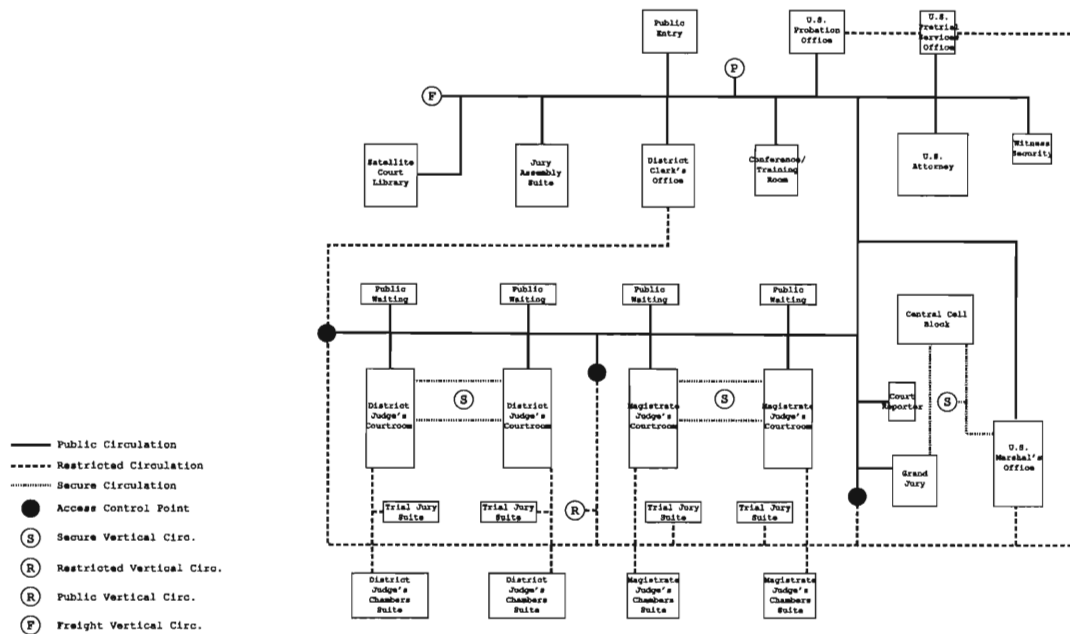 Public
Entry
U.S.
Probation
Office
U.S.
Pretrial
Services
Office
P
F
Satellite
Court
Library
Jury
Assembly
Suite
District
Clark's
Office
Conference/
Training
Room
U.S.
Attorney
Witness
Security
Public
Waiting
Public
Waiting
Public
Waiting
Public
Waiting
Central Cell
Block
District
Judge's
Courtroom
S
District
Judge's
Courtroom
Magistrate
Judge's
Courtroom
S
Magistrate
Judge's
Courtroom
Court
Reporter
S
U.S.
Marshal's
Office
Grand
Jury
Trial Jury
Suite
Trial Jury
Suite
R
Trial Jury
Suite
Trial Jury
Suite
District
Judge's
Chambers
Suite
District
Judge's
Chambers
Suite
Magistrate
Judge's
Chambers
Suite
Magistrate
Judge's
Chambers
Suite
Public Circulation
Restricted Circulation
Secure Circulation
Access Control Point
S Secure Vertical Circ.
R Restricted Vertical Circ.
R Public Vertical Circ.
F Freight Vertical Circ.